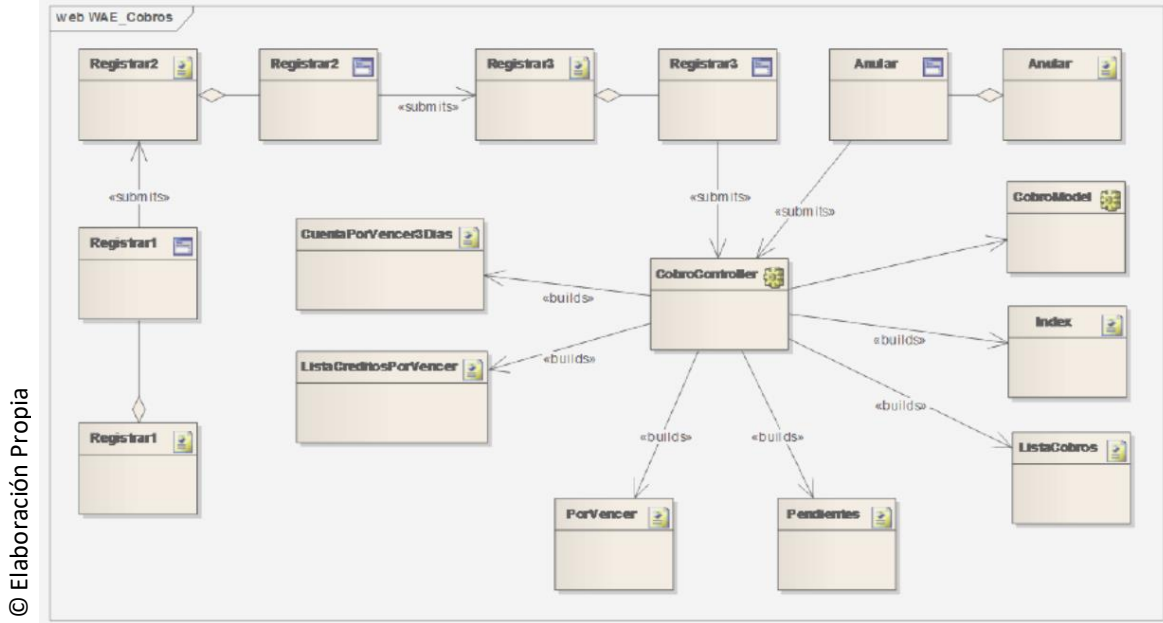 web WAE_Cobros
Registrar2
Registrar2
Registrar3
Registrar3
Anular
Anular
«submits»
«submits»
«submits»
«submits»
CobroModel
Registrar1
CuentaPorVencer3Dias
CobroController
«builds»
Index
«builds»
ListaCreditosPorVencer
«builds»
«builds»
Registrar1
«builds»
«builds»
ListaCobros
PorVencer
Pendientes
© Elaboración Propia